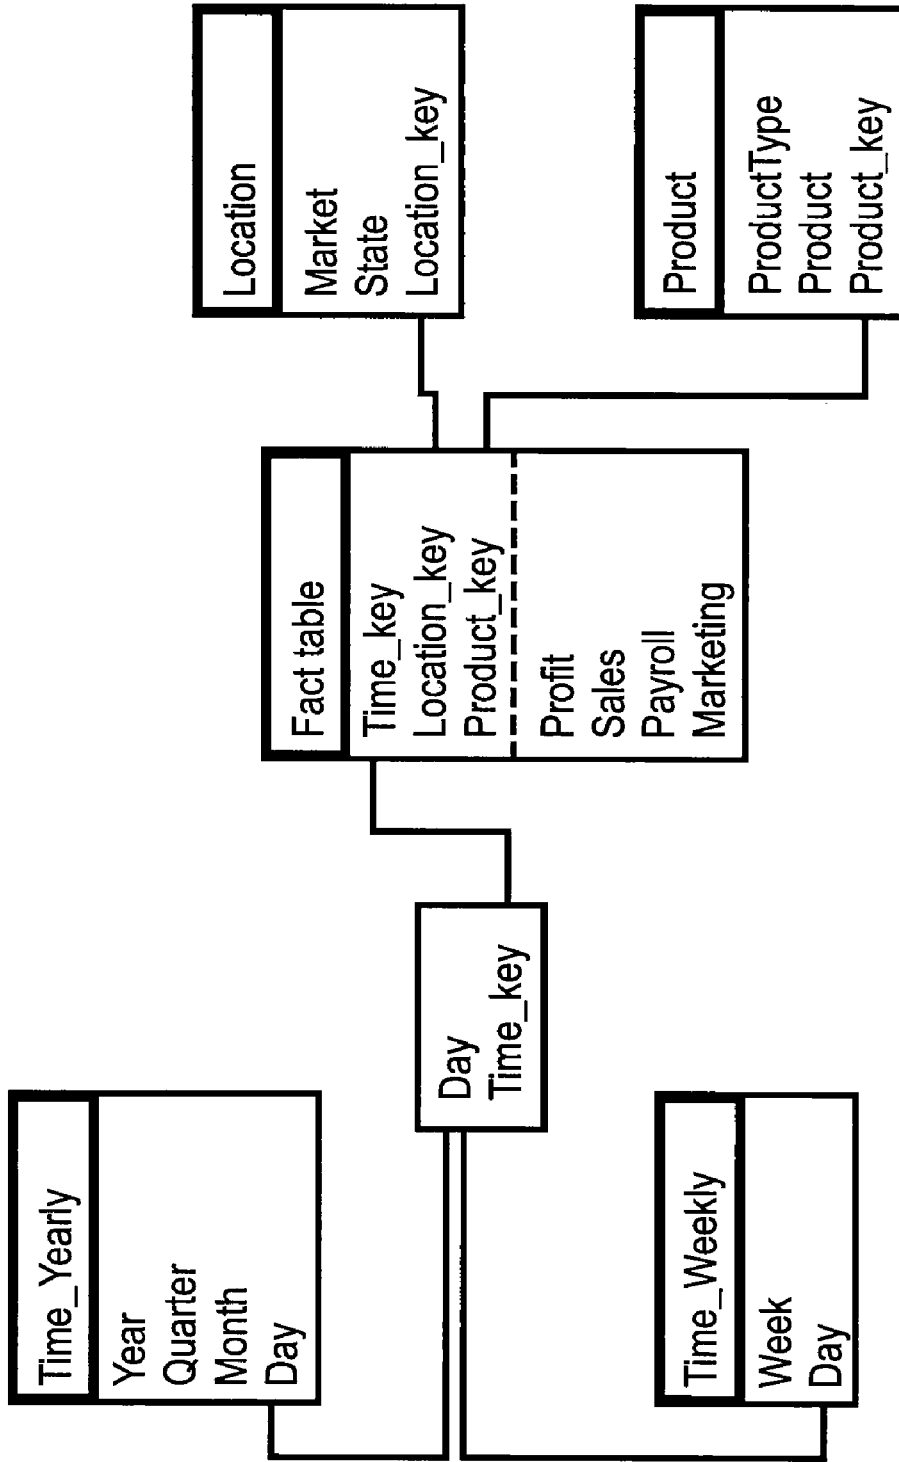 Time_Yearly
Year
Quarter
Month
Day
Time_Weekly
Week
Day
Day
Time_key
Fact table
Time_key
Location_key
Product_key
Profit
Sales
Payroll
Marketing
Location
Market
State
Location_key
Product
ProductType
Product
Product_key